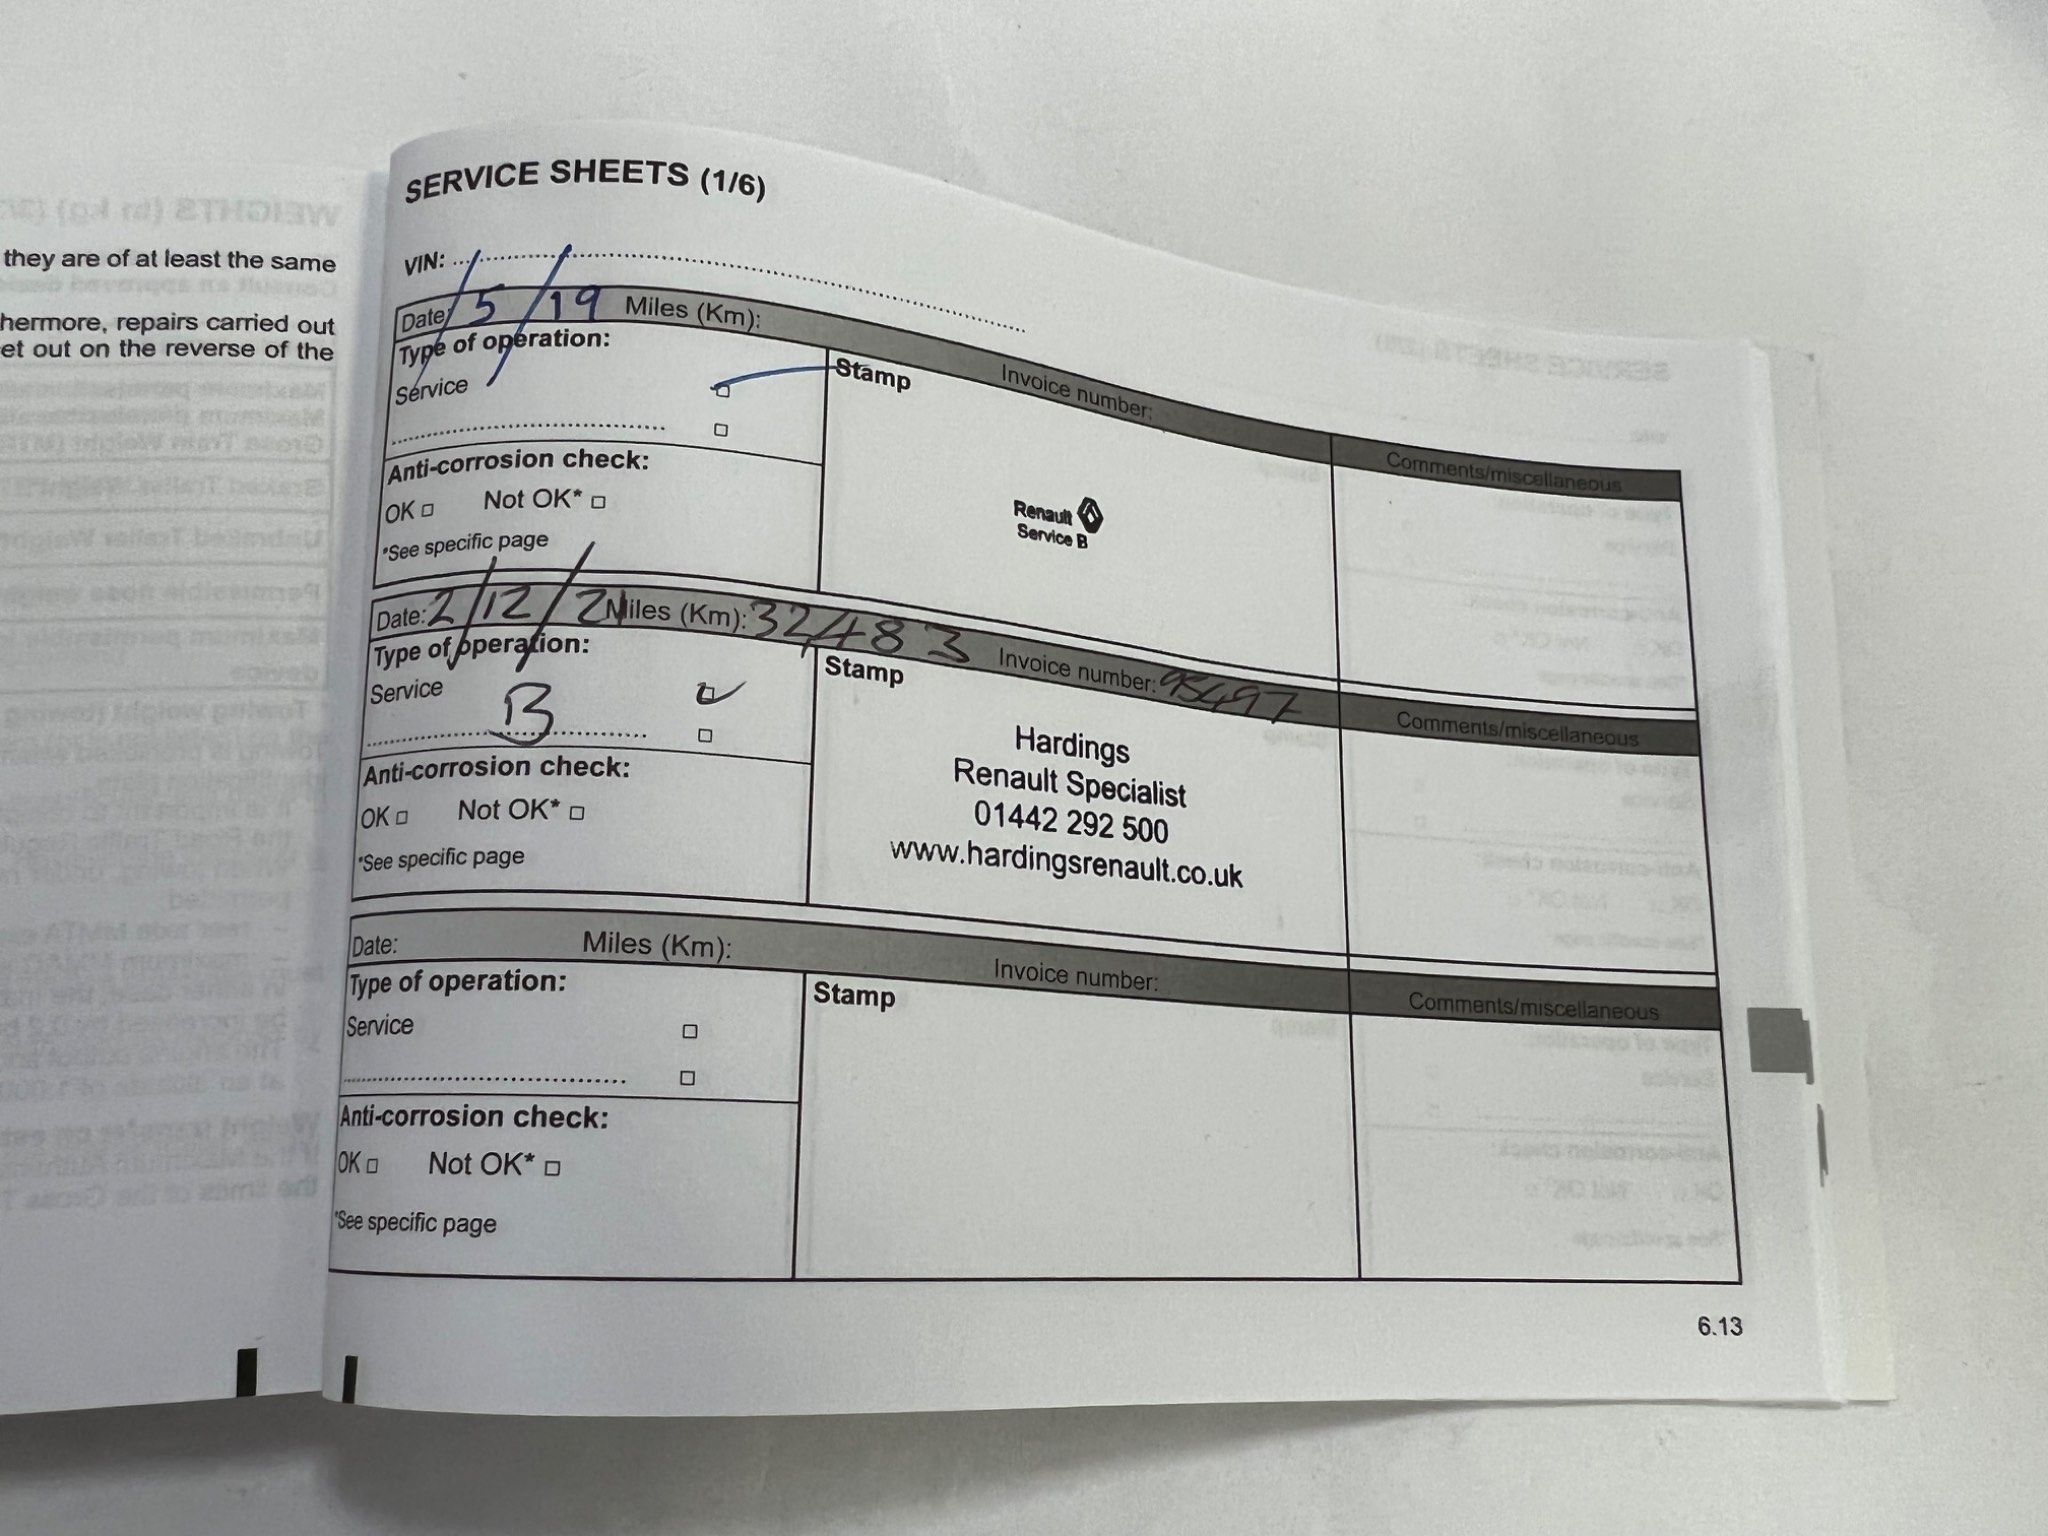 they are of at least the same
hermore, repairs carried out
et out on the reverse of the
SERVICE SHEETS (1/6)
VIN:
Date: /5/19 Miles (Km): Invoice number: Comments/miscellaneous
Type of operation:
Service
Stamp
Anti-corrosion check:
OK □ Not OK* □
*See specific page
Renault
Service B
Date: 2/12/21 Miles (Km): 32,483 Invoice number: 95497 Comments/miscellaneous
Type of operation:
Service
B
Stamp
Hardings
Renault Specialist
01442 292 500
www.hardingsrenault.co.uk
Anti-corrosion check:
OK □ Not OK* □
*See specific page
Date: Miles (Km): Invoice number: Comments/miscellaneous
Type of operation:
Service □
Stamp
Anti-corrosion check:
OK □ Not OK* □
*See specific page
6.13